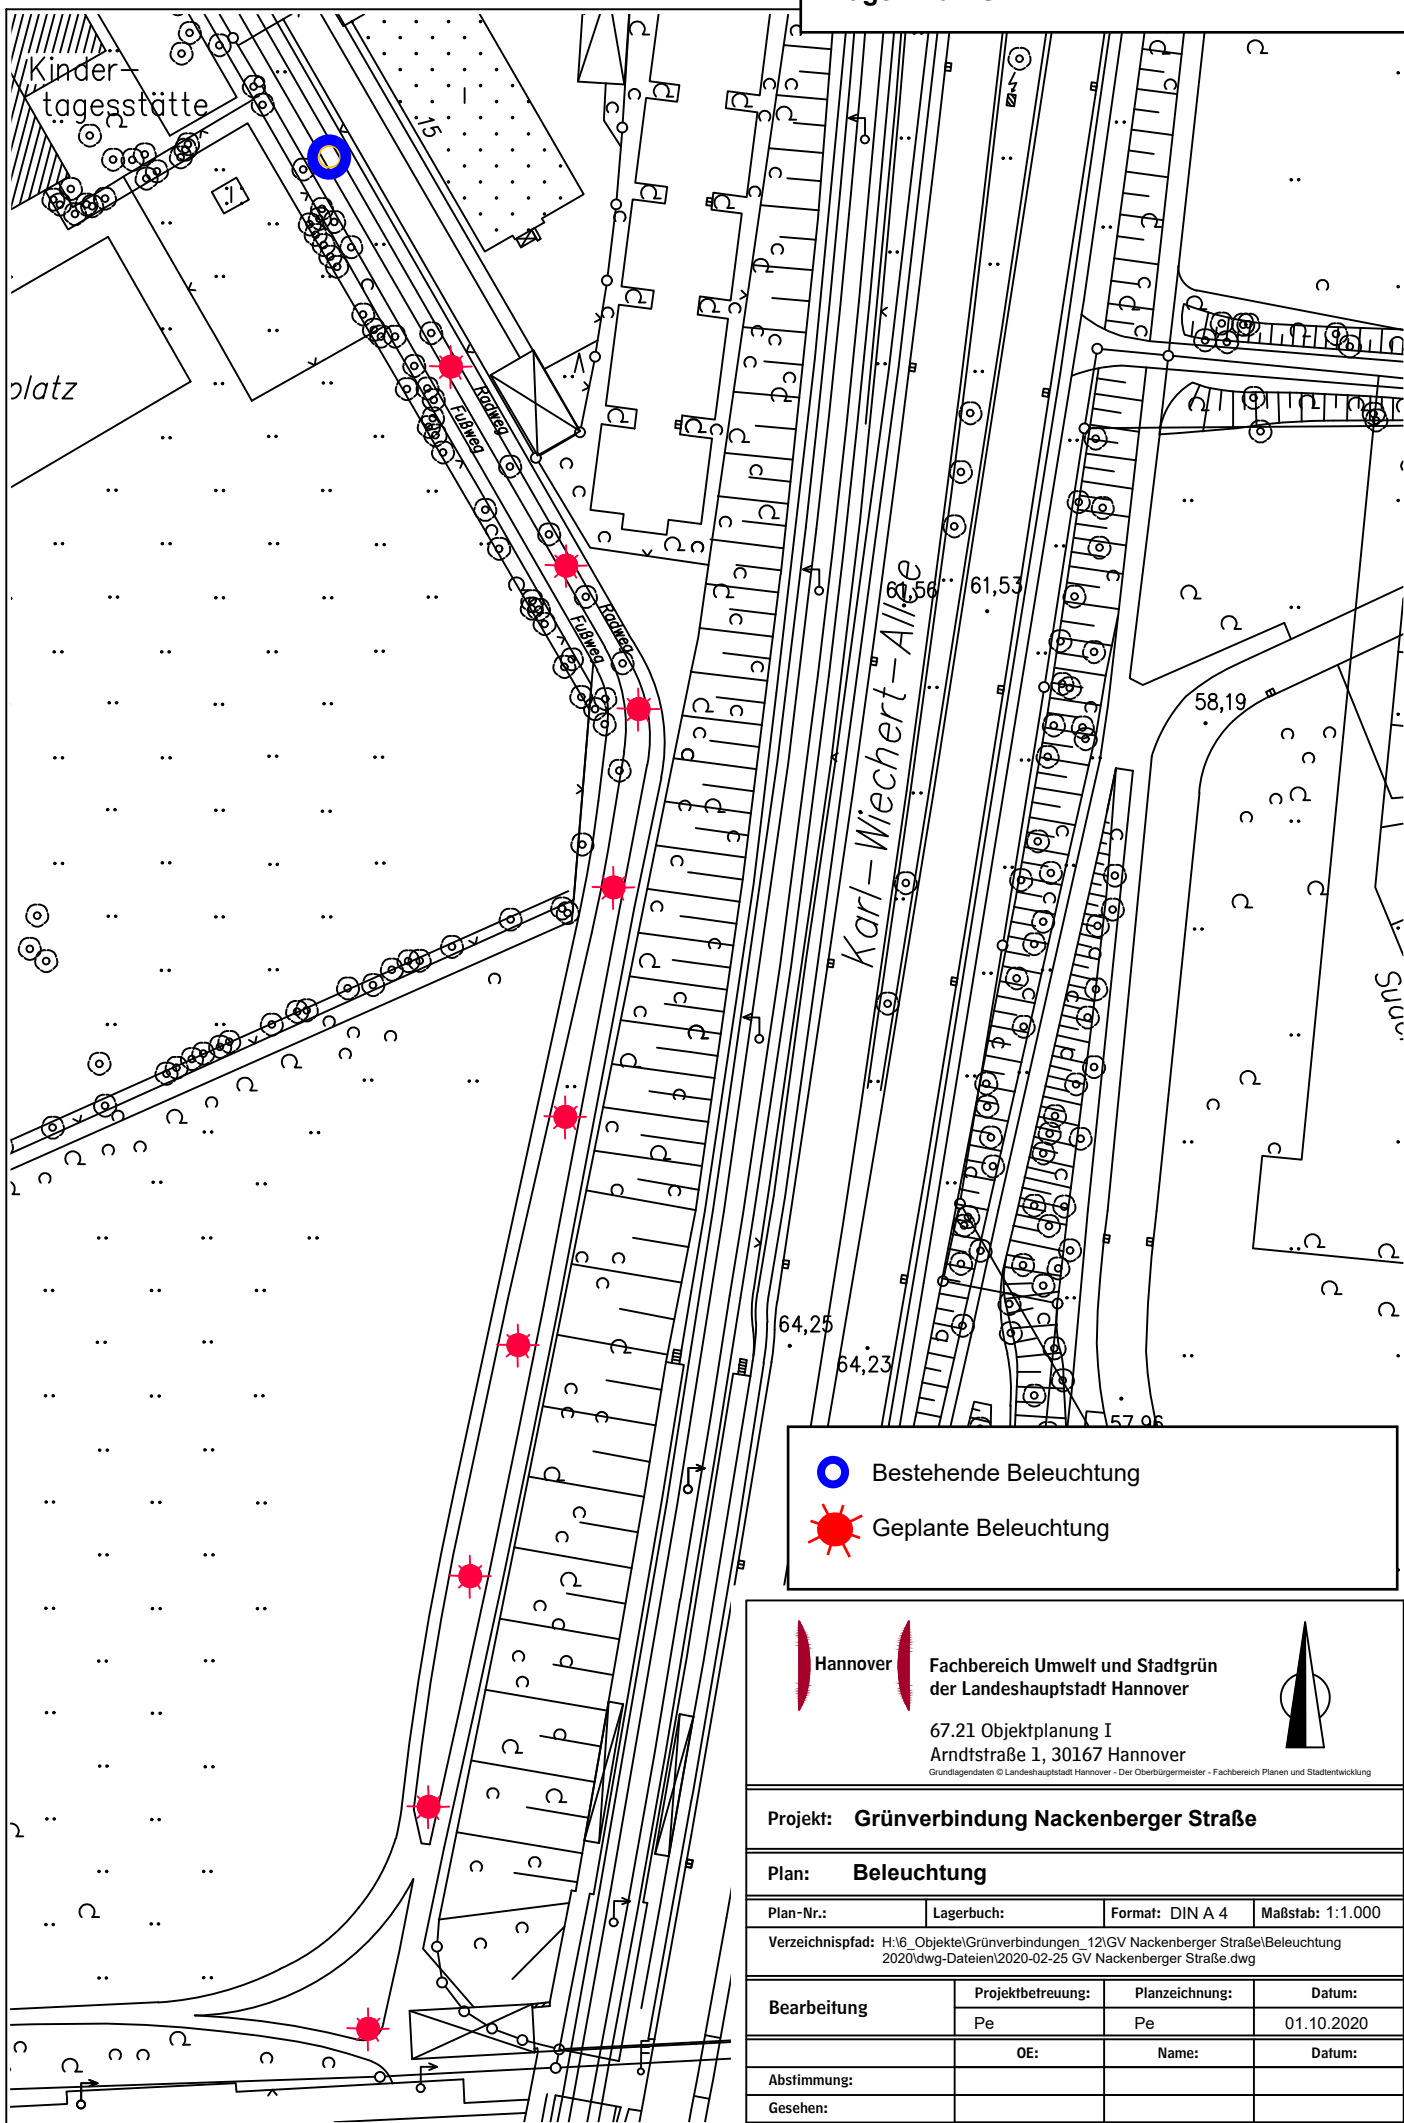 Kinder-
tagesstätte
15
platz
Radweg
Fußweg
Radweg
Fußweg
61,56
61,53
Karl-Wiechert-Allee
58,19
64,25
64,23
57,96
Bestehende Beleuchtung
Geplante Beleuchtung
Hannover
Fachbereich Umwelt und Stadtgrün
der Landeshauptstadt Hannover
67.21 Objektplanung I
Arndtstraße 1, 30167 Hannover
Grundlagendaten © Landeshauptstadt Hannover - Der Oberbürgermeister - Fachbereich Planen und Stadtentwicklung
Projekt: Grünverbindung Nackenberger Straße
Plan: Beleuchtung
Plan-Nr.: Lagerbuch: Format: DIN A 4 Maßstab: 1:1.000
Verzeichnispfad: H:\6_Objekte\Grünverbindungen_12\GV Nackenberger Straße\Beleuchtung
2020\dwg-Dateien\2020-02-25 GV Nackenberger Straße.dwg
Bearbeitung Projektbetreuung: Planzeichnung: Datum:
Pe Pe 01.10.2020
OE: Name: Datum:
Abstimmung:
Gesehen: